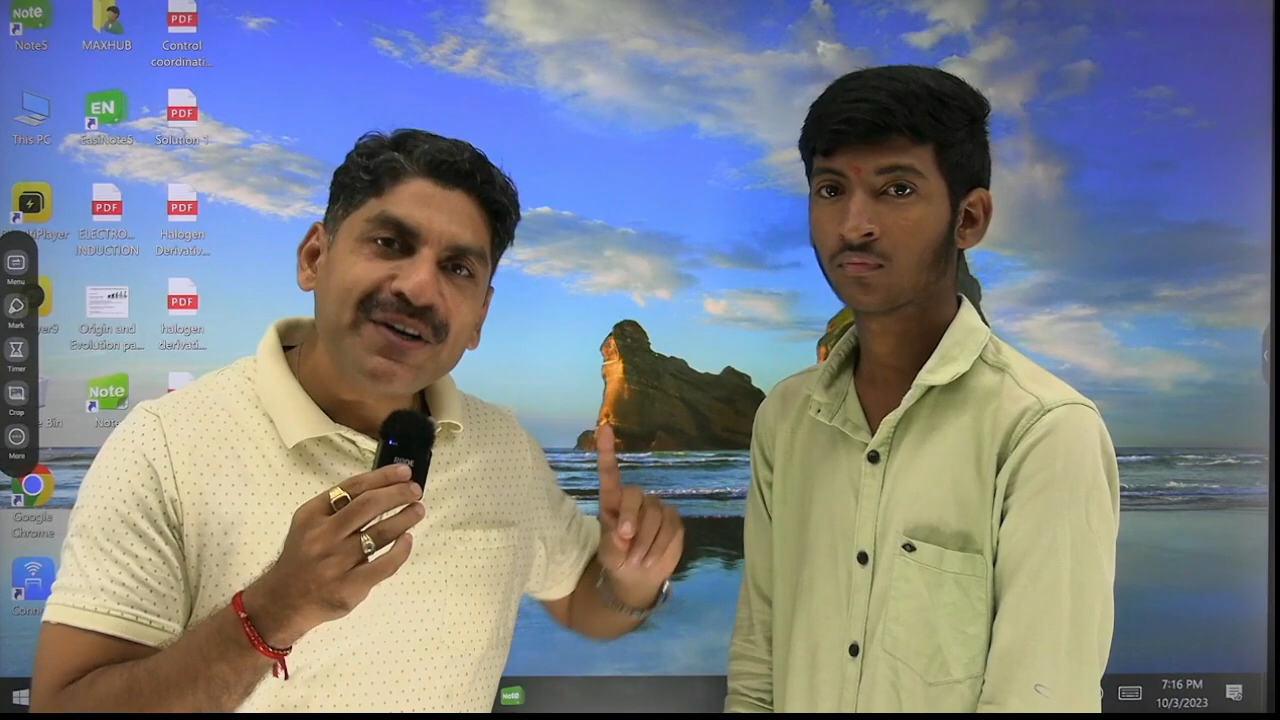 Note
Note5
MAXHUB
PDF
Control
coordinati...
This PC
EN
EasiNote5
PDF
Solution 1
PDF
ELECTRO...
INDUCTION
PDF
Halogen
Derivativ...
Menu
Mark
Timer
Crop
More
Origin and
Evolution pa...
PDF
halogen
derivati...
Note
Google
Chrome
RODE
Note
7:16 PM
10/3/2023